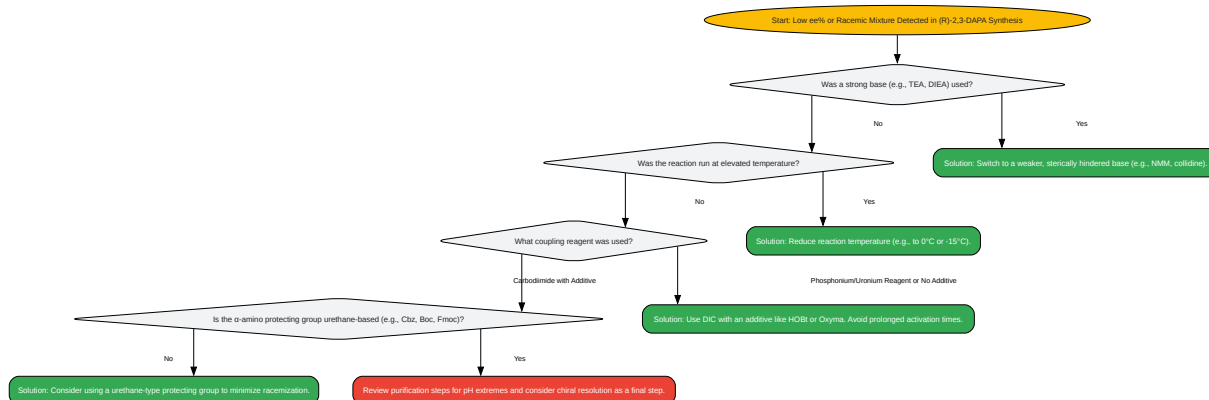 Start: Low ee% or Racemic Mixture Detected in (R)-2,3-DAPA Synthesis
Was a strong base (e.g., TEA, DIEA) used?
No
Yes
Was the reaction run at elevated temperature?
Solution: Switch to a weaker, sterically hindered base (e.g., NMM, collidine).
No
Yes
What coupling reagent was used?
Solution: Reduce reaction temperature (e.g., to 0°C or -15°C).
Carbodiimide with Additive
Phosphonium/Uronium Reagent or No Additive
Is the α-amino protecting group urethane-based (e.g., Cbz, Boc, Fmoc)?
Solution: Use DIC with an additive like HOBt or Oxyma. Avoid prolonged activation times.
No
Yes
Solution: Consider using a urethane-type protecting group to minimize racemization.
Review purification steps for pH extremes and consider chiral resolution as a final step.